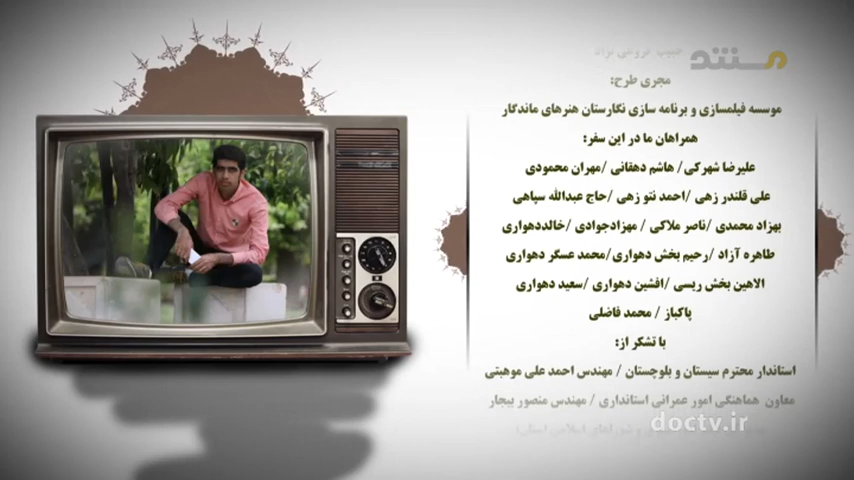 مستند
حبیب فروغی نژاد
مجری طرح:
موسسه فیلمسازی و برنامه سازی نگارستان هنرهای ماندگار
همراهان ما در این سفر:
علیرضا شهرکی/ هاشم دهقانی /مهران محمودی
علی قلندر زهی /احمد نتو زهی /حاج عبدالله سپاهی
بهزاد محمدی /ناصر ملاکی / مهزادجوادی /خالددهواری
طاهره آزاد /رحیم بخش دهواری/محمد عسگر دهواری
الاهین بخش ریسی /افشین دهواری /سعید دهواری
پاکباز / محمد فاضلی
با تشکر از:
استاندار محترم سیستان و بلوچستان / مهندس احمد علی موهبتی
معاون هماهنگی امور عمرانی استانداری / مهندس منصور بیجار
doctv.ir